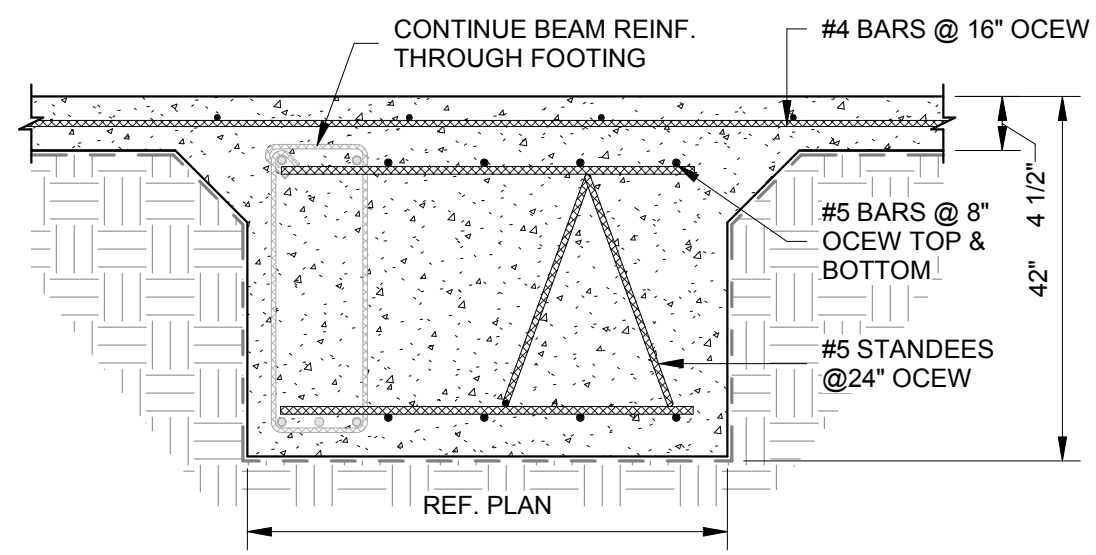 CONTINUE BEAM REINF.
THROUGH FOOTING
#4 BARS @ 16" OCEW
4 1/2"
42"
#5 BARS @ 8"
OCEW TOP &
BOTTOM
#5 STANDEES
@24" OCEW
REF. PLAN